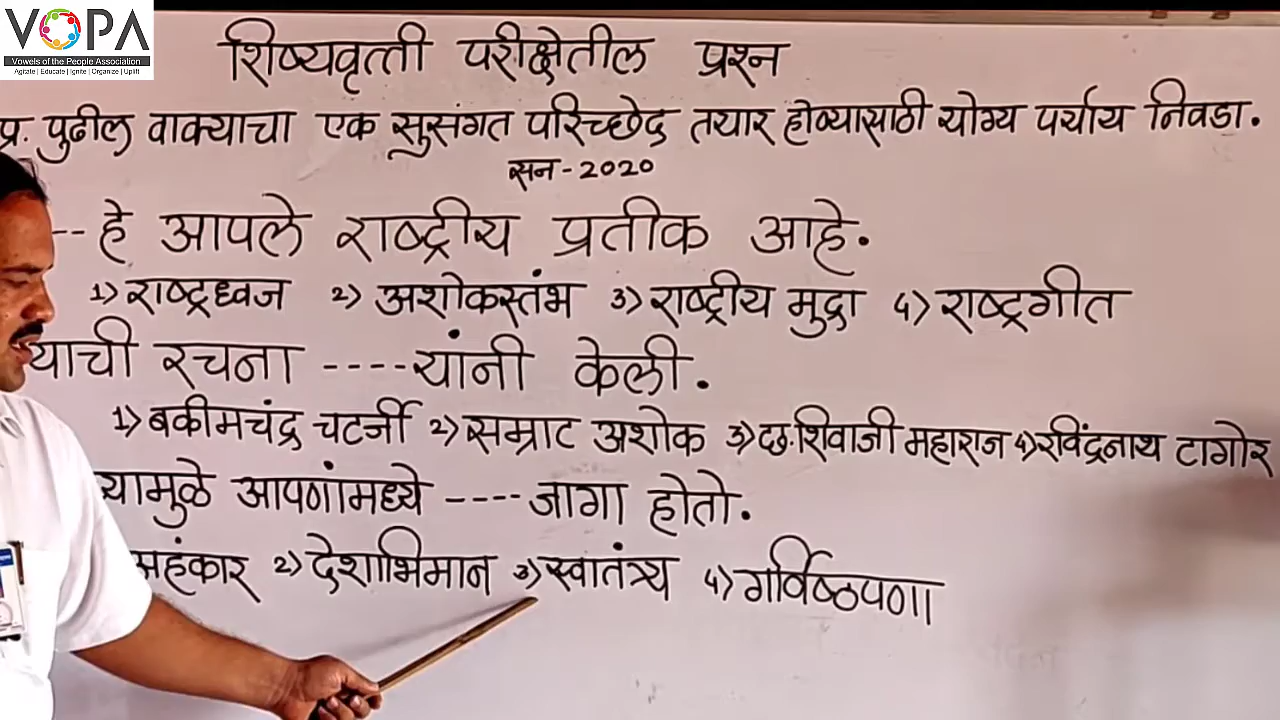 VOPA
Vowels of the People Association
Agitate | Educate | Ignite | Organize | Uplift
शिष्यवृत्ती परीक्षेतील प्रश्न
प्र. पुढील वाक्याचा एक सुसंगत परिच्छेद तयार होण्यासाठी योग्य पर्याय निवडा.
सन - 2020
-- हे आपले राष्ट्रीय प्रतीक आहे.
1) राष्ट्रध्वज 2) अशोकस्तंभ 3) राष्ट्रीय मुद्रा 4) राष्ट्रगीत
याची रचना ---- यांनी केली.
1) बकीमचंद्र चटर्जी 2) सम्राट अशोक 3) छ. शिवाजी महाराज 4) रविंद्रनाथ टागोर
यामुळे आपणांमध्ये ---- जागा होतो.
अहंकार 2) देशाभिमान 3) स्वातंत्र्य 4) गर्विष्ठपणा